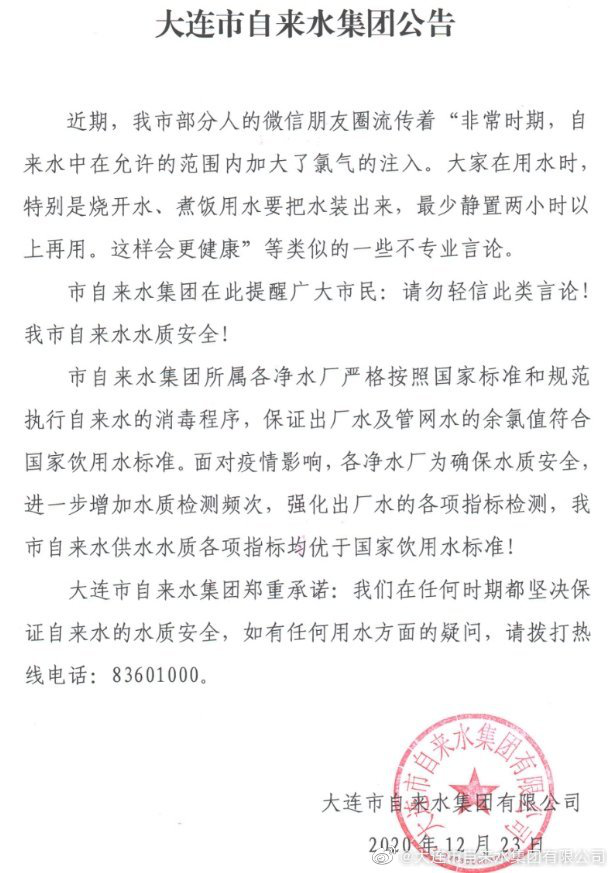 大连市自来水集团公告
近期，我市部分人的微信朋友圈流传着“非常时期，自
来水中在允许的范围内加大了氯气的注入。大家在用水时，
特别是烧开水、煮饭用水要把水装出来，最少静置两小时以
上再用。这样会更健康”等类似的一些不专业言论。
市自来水集团在此提醒广大市民：请勿轻信此类言论！
我市自来水水质安全！
市自来水集团所属各净水厂严格按照国家标准和规范
执行自来水的消毒程序，保证出厂水及管网水的余氯值符合
国家饮用水标准。面对疫情影响，各净水厂为确保水质安全，
进一步增加水质检测频次，强化出厂水的各项指标检测，我
市自来水供水水质各项指标均优于国家饮用水标准！
大连市自来水集团郑重承诺：我们在任何时期都坚决保
证自来水的水质安全，如有任何用水方面的疑问，请拨打热
线电话：83601000。
大连市自来水集团有限公司
大连市自来水集团有限公司
2020 年 12 月 23 日
@大连市自来水集团有限公司